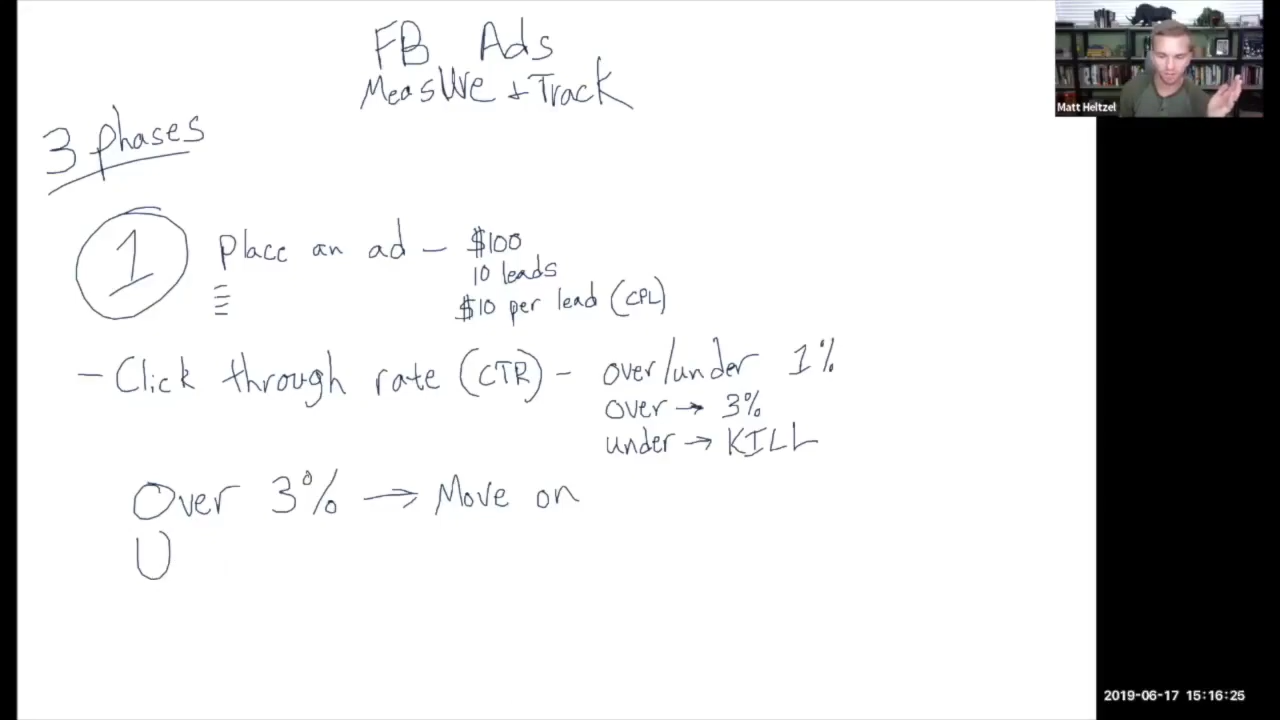 FB Ads
Measure + Track
3 phases
1 Place an ad - $100
10 leads
$10 per lead (CPL)
- Click through rate (CTR) - over/under 1%
over → 3%
under → KILL
Over 3% → Move on
U
Matt Heltzel
2019-06-17 15:16:25